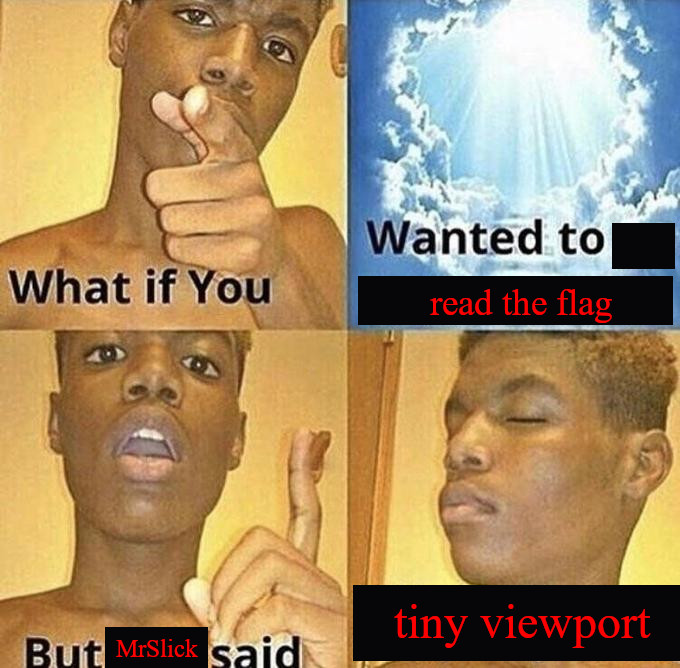 What if You
Wanted to
read the flag
But MrSlick said
tiny viewport